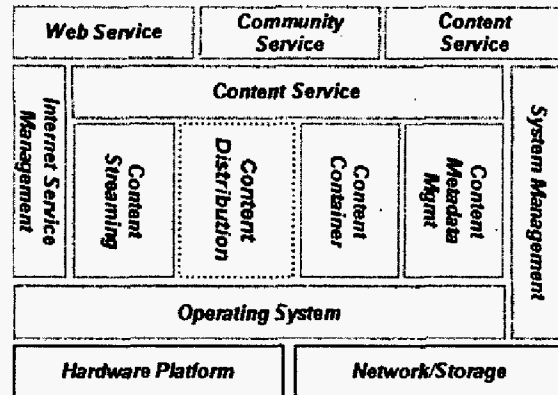 Web Service
Community
Service
Content
Service
Internet Service
Management
Content Service
System Management
Content
Streaming
Content
Distribution
Content
Container
Content
Metadata
Mgmt
Operating System
Hardware Platform
Network/Storage